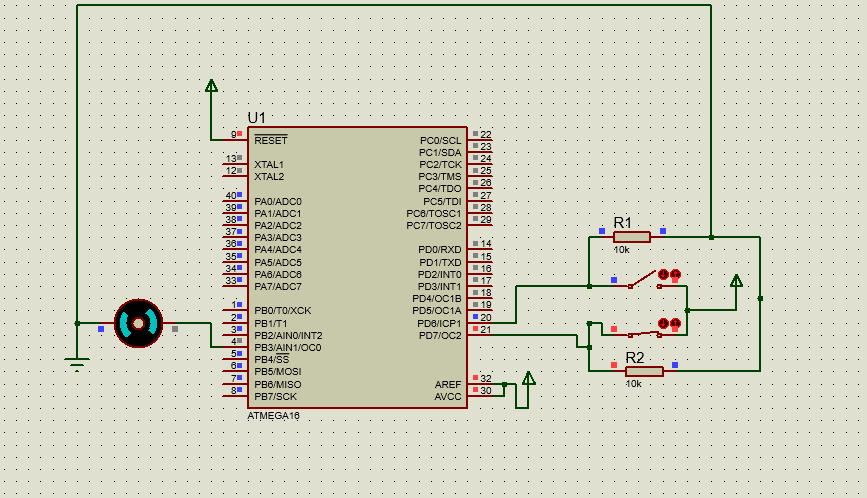 U1
9 RESET
13 XTAL1
12 XTAL2
40 PA0/ADC0
39 PA1/ADC1
38 PA2/ADC2
37 PA3/ADC3
36 PA4/ADC4
35 PA5/ADC5
34 PA6/ADC6
33 PA7/ADC7
1 PB0/T0/XCK
2 PB1/T1
3 PB2/AIN0/INT2
4 PB3/AIN1/OC0
5 PB4/SS
6 PB5/MOSI
7 PB6/MISO
8 PB7/SCK
PC0/SCL 22
PC1/SDA 23
PC2/TCK 24
PC3/TMS 25
PC4/TDO 26
PC5/TDI 27
PC6/TOSC1 28
PC7/TOSC2 29
PD0/RXD 14
PD1/TXD 15
PD2/INT0 16
PD3/INT1 17
PD4/OC1B 18
PD5/OC1A 19
PD6/ICP1 20
PD7/OC2 21
AREF 32
AVCC 30
ATMEGA16
R1
10k
R2
10k